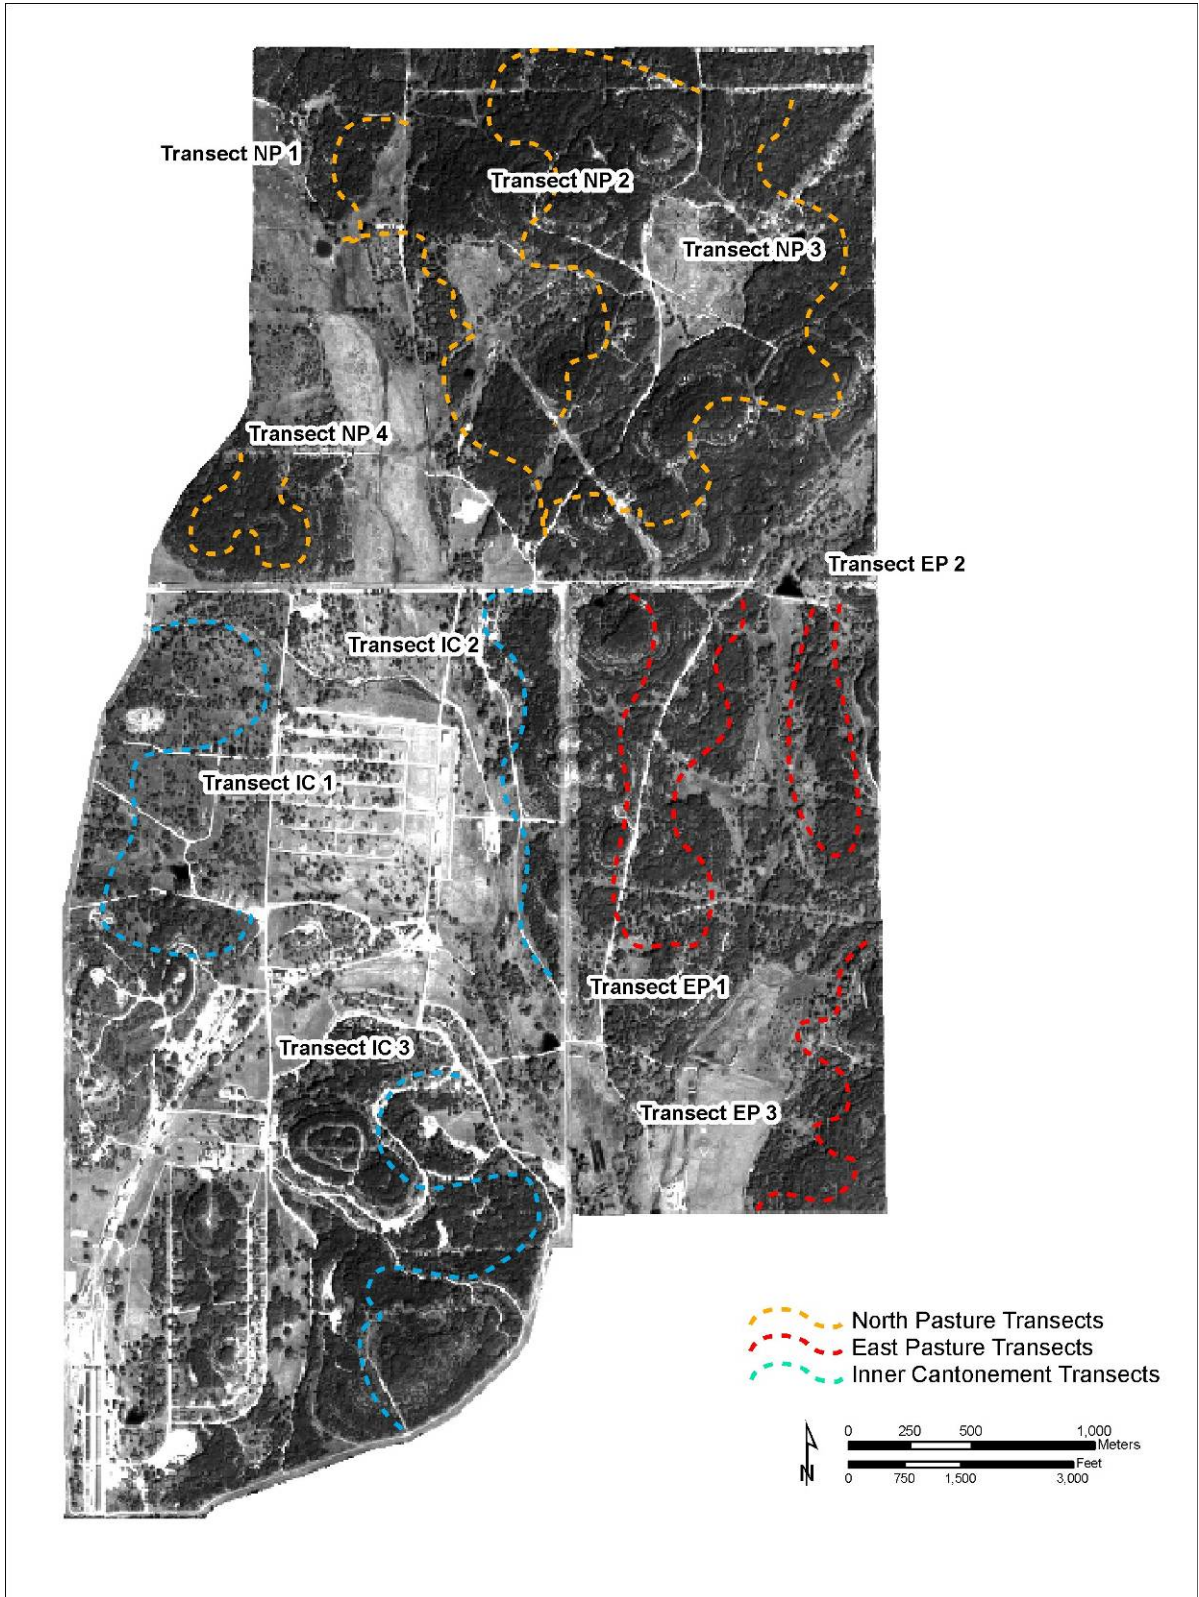 Transect NP 1
Transect NP 2
Transect NP 3
Transect NP 4
Transect EP 2
Transect IC 2
Transect IC 1
Transect EP 1
Transect IC 3
Transect EP 3
North Pasture Transects
East Pasture Transects
Inner Cantonement Transects
0 250 500 1,000
Meters
Feet
0 750 1,500 3,000
N